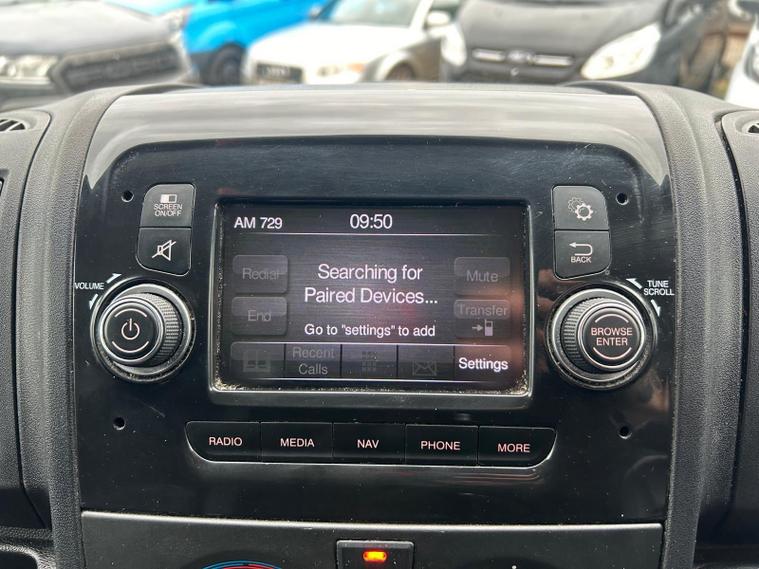 SCREEN
ON/OFF
VOLUME
AM 729
09:50
Redial
Searching for
Paired Devices...
Mute
End
Go to "settings" to add
Transfer
Recent
Calls
Settings
BACK
TUNE
SCROLL
BROWSE
ENTER
RADIO
MEDIA
NAV
PHONE
MORE